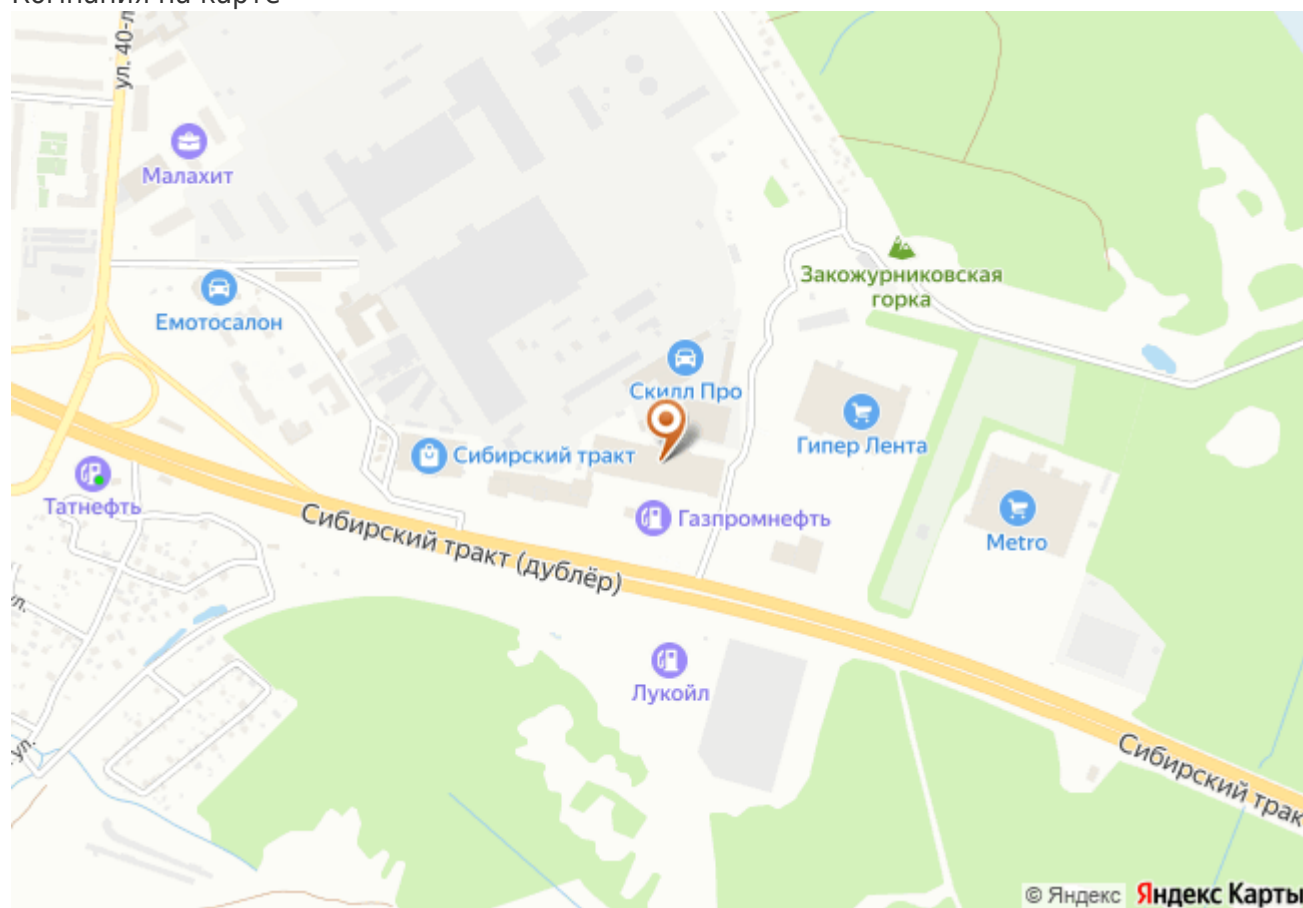 Компания на карте
ул. 40-л
Малахит
Емотосалон
Закожурниковская
горка
Скилл Про
Сибирский тракт
Гипер Лента
Татнефть
Газпромнефть
Metro
Сибирский тракт (дублёр)
ул.
Лукойл
ул.
Сибирский трак
© Яндекс Яндекс Карты